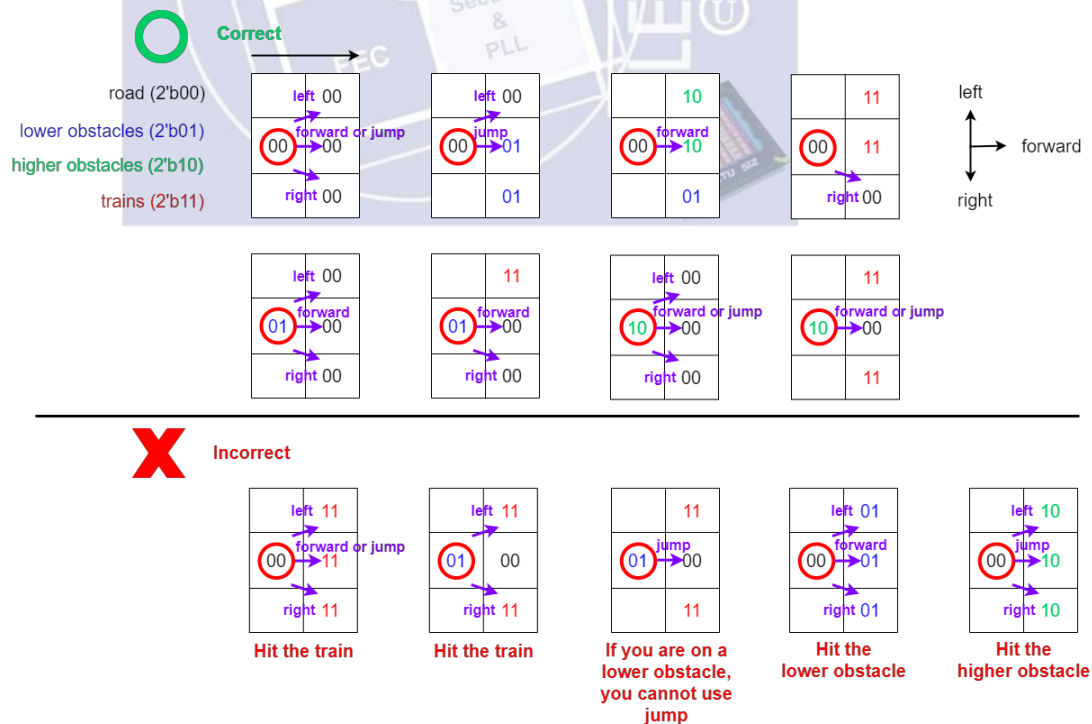 Correct
road (2'b00)
lower obstacles (2'b01)
higher obstacles (2'b10)
trains (2'b11)
left 00
forward or jump
00 00
right 00
left 00
jump
00 01
01
10
forward
00 10
01
11
00 11
right 00
left
forward
right
left 00
forward
01 00
right 00
11
forward
01 00
right 00
left 00
forward or jump
10 00
right 00
11
forward or jump
10 00
11
FEC
&
PLL
U
Incorrect
left 11
forward or jump
00 11
right 11
Hit the train
left 11
01 00
right 11
Hit the train
11
jump
01 00
11
If you are on a
lower obstacle,
you cannot use
jump
left 01
forward
00 01
right 01
Hit the
lower obstacle
left 10
jump
00 10
right 10
Hit the
higher obstacle